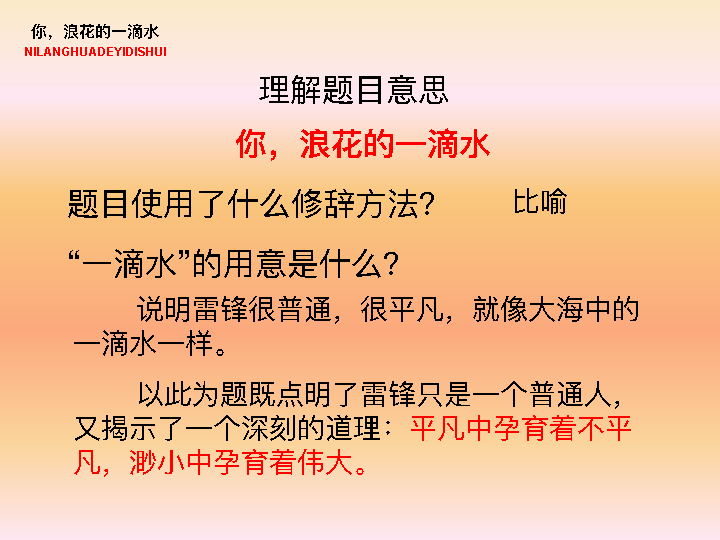 你，浪花的一滴水
NILANGHUADEYIDISHUI
理解题目意思
你，浪花的一滴水
题目使用了什么修辞方法？ 比喻
“一滴水”的用意是什么？
说明雷锋很普通，很平凡，就像大海中的
一滴水一样。
以此为题既点明了雷锋只是一个普通人，
又揭示了一个深刻的道理：平凡中孕育着不平
凡，渺小中孕育着伟大。